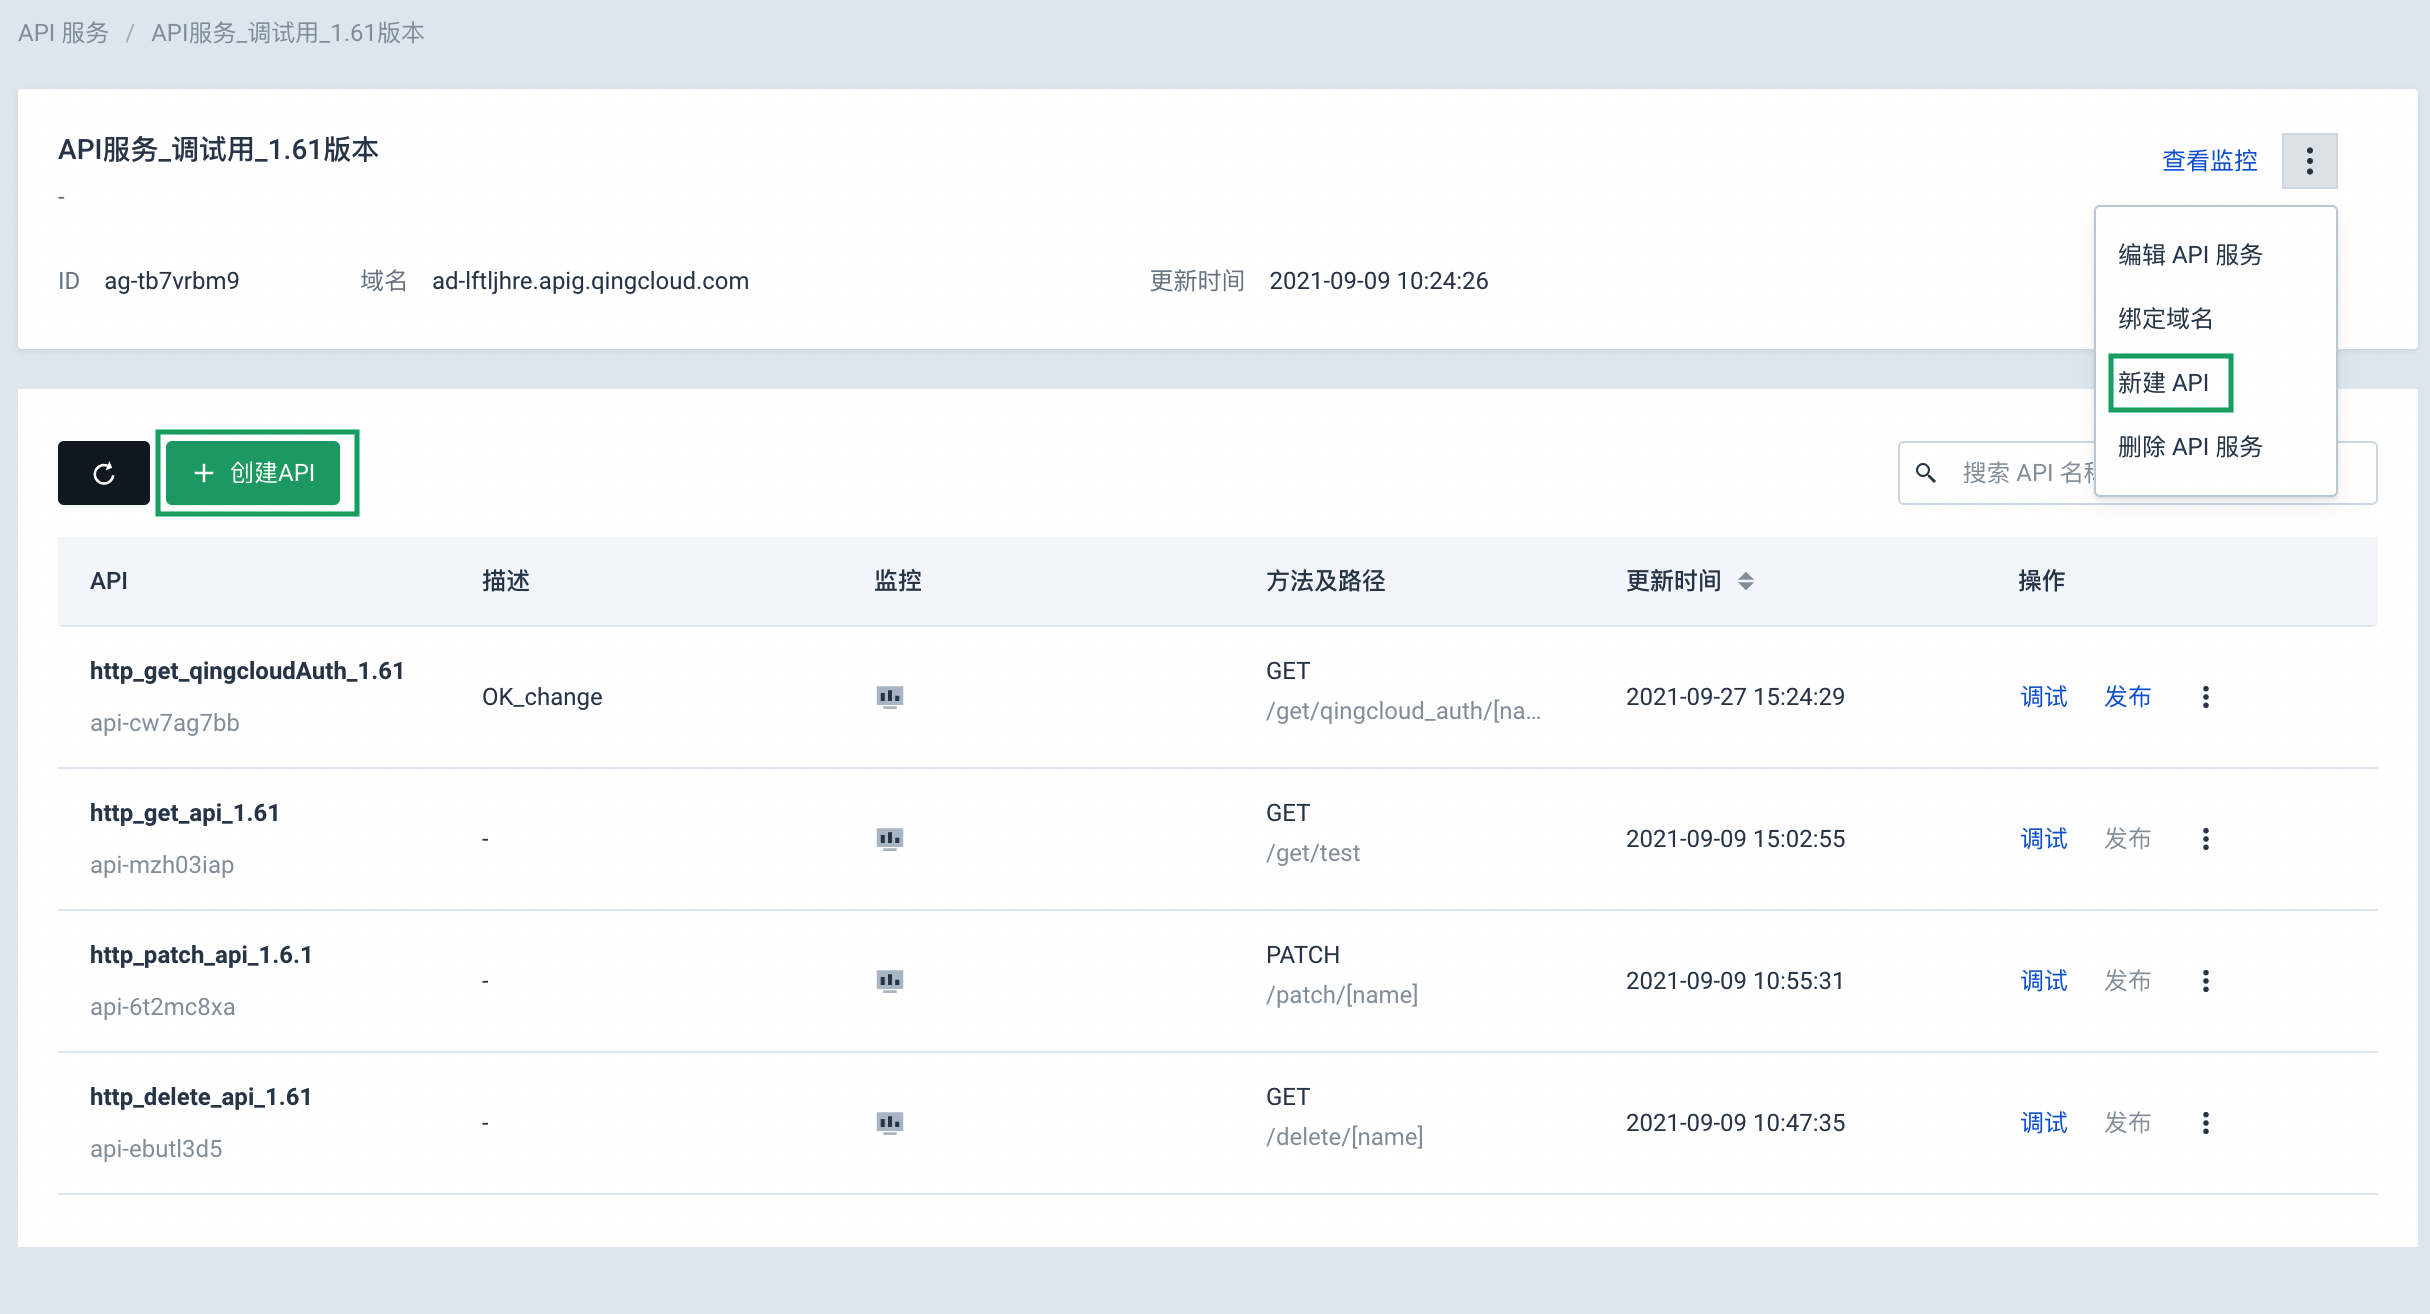 API 服务 / API服务_调试用_1.61版本
API服务_调试用_1.61版本
查看监控
-
ID ag-tb7vrbm9 域名 ad-lftljhre.apig.qingcloud.com 更新时间 2021-09-09 10:24:26
编辑 API 服务
绑定域名
新建 API
删除 API 服务
创建API
搜索 API 名
API 描述 监控 方法及路径 更新时间 操作
http_get_qingcloudAuth_1.61
api-cw7ag7bb
OK_change
GET
/get/qingcloud_auth/[na...
2021-09-27 15:24:29 调试 发布
http_get_api_1.61
api-mzh03iap
-
GET
/get/test
2021-09-09 15:02:55 调试 发布
http_patch_api_1.6.1
api-6t2mc8xa
-
PATCH
/patch/[name]
2021-09-09 10:55:31 调试 发布
http_delete_api_1.61
api-ebutl3d5
-
GET
/delete/[name]
2021-09-09 10:47:35 调试 发布